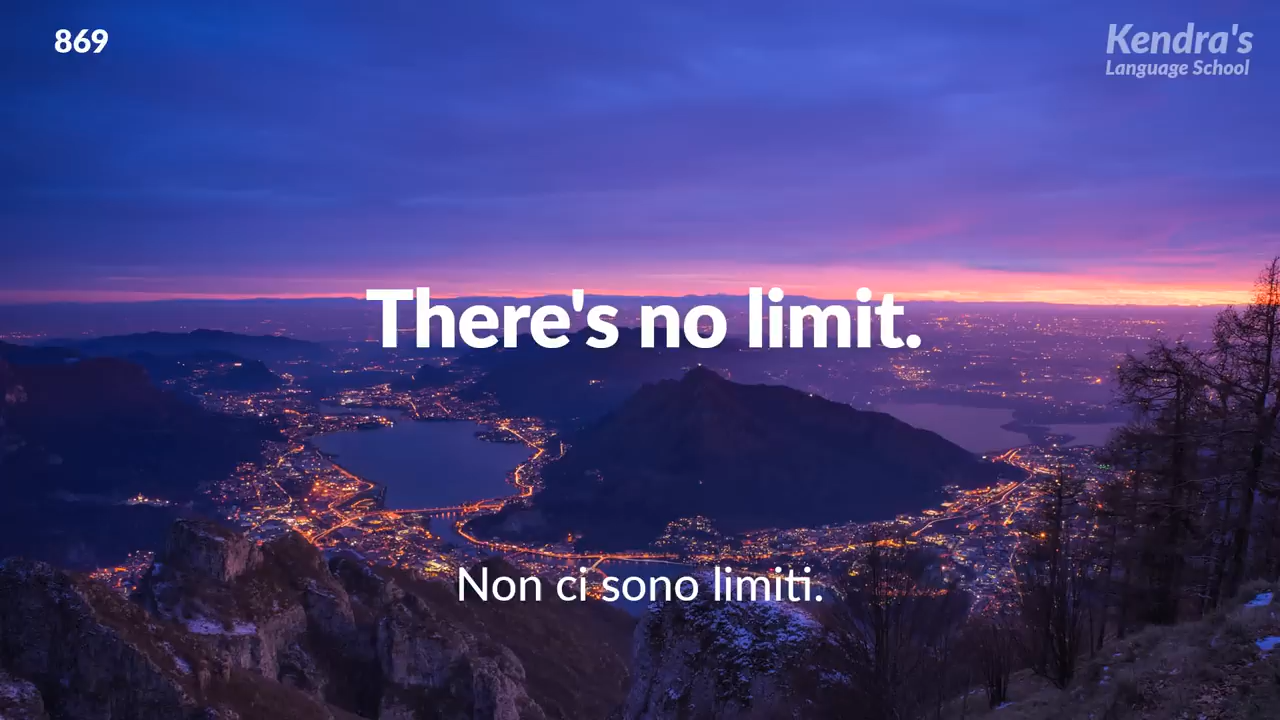 869
Kendra's
Language School
There's no limit.
Non ci sono limiti.